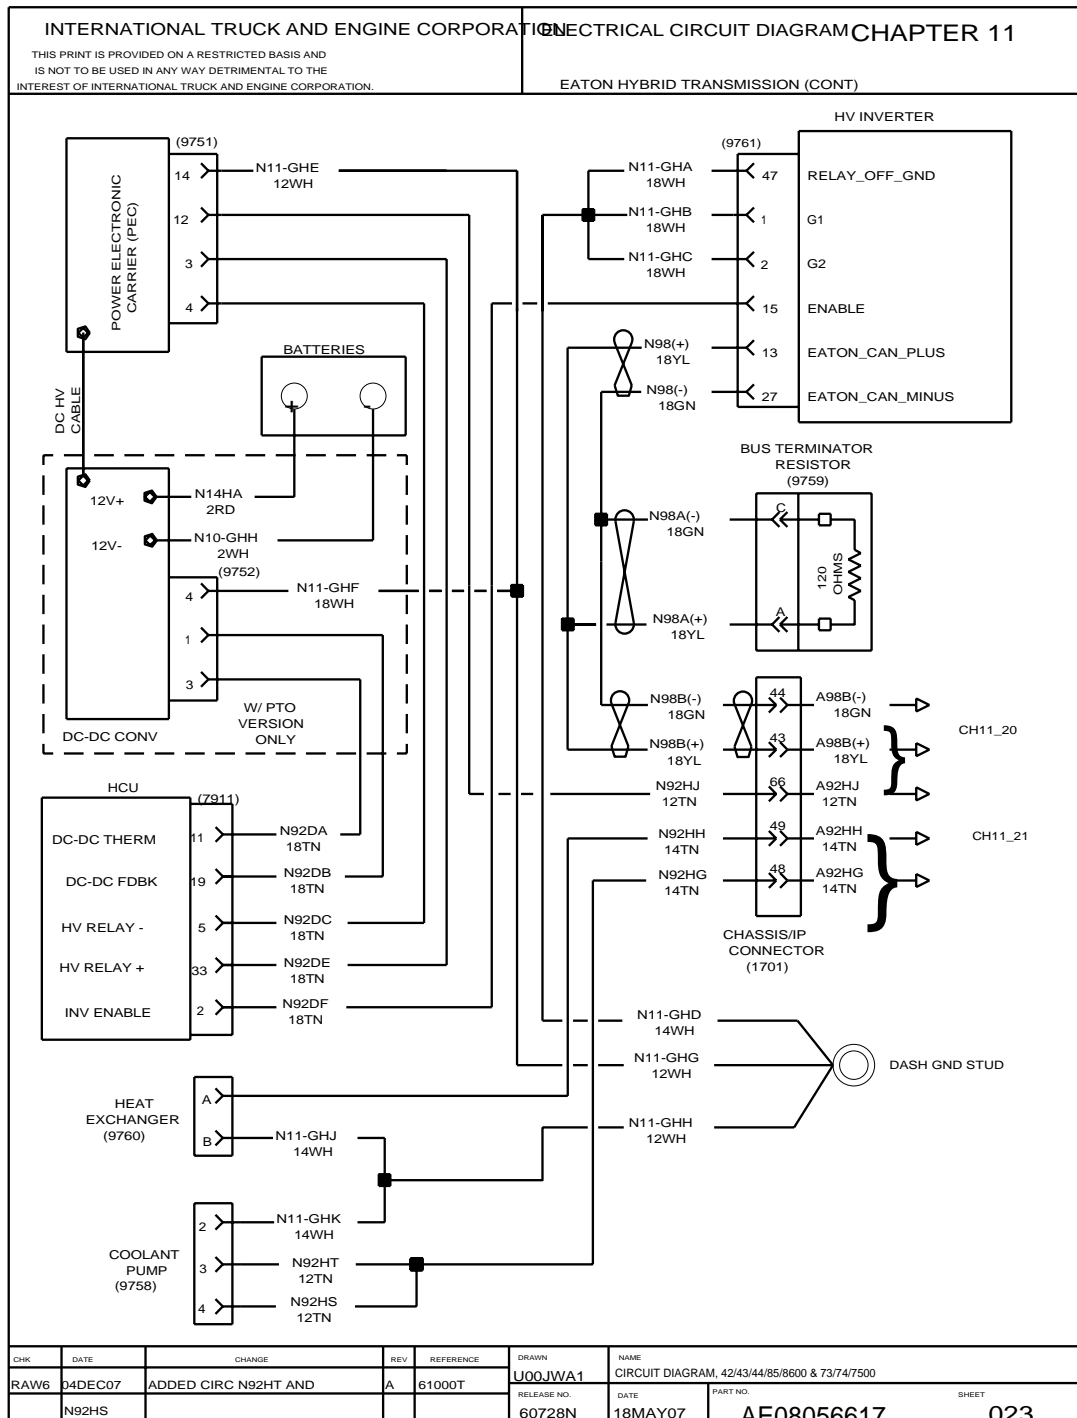 INTERNATIONAL TRUCK AND ENGINE CORPORATION
ELECTRICAL CIRCUIT DIAGRAM
CHAPTER 11
THIS PRINT IS PROVIDED ON A RESTRICTED BASIS AND
IS NOT TO BE USED IN ANY WAY DETRIMENTAL TO THE
INTEREST OF INTERNATIONAL TRUCK AND ENGINE CORPORATION.
EATON HYBRID TRANSMISSION (CONT)
POWER ELECTRONIC
CARRIER (PEC)
(9751)
14
12
3
4
N11-GHE
12WH
DC HV
CABLE
BATTERIES
+
-
12V+
12V-
N14HA
2RD
N10-GHH
2WH
(9752)
4
1
3
N11-GHF
18WH
W/ PTO
VERSION
ONLY
DC-DC CONV
HCU
(7911)
DC-DC THERM
11
N92DA
18TN
DC-DC FDBK
19
N92DB
18TN
HV RELAY -
5
N92DC
18TN
HV RELAY +
33
N92DE
18TN
INV ENABLE
2
N92DF
18TN
HEAT
EXCHANGER
(9760)
A
B
N11-GHJ
14WH
COOLANT
PUMP
(9758)
2
N11-GHK
14WH
3
N92HT
12TN
4
N92HS
12TN
HV INVERTER
(9761)
N11-GHA
18WH
47
RELAY_OFF_GND
N11-GHB
18WH
1
G1
N11-GHC
18WH
2
G2
15
ENABLE
N98(+)
18YL
13
EATON_CAN_PLUS
N98(-)
18GN
27
EATON_CAN_MINUS
BUS TERMINATOR
RESISTOR
(9759)
N98A(-)
18GN
C
120
OHMS
N98A(+)
18YL
A
N98B(-)
18GN
44
A98B(-)
18GN
CH11_20
N98B(+)
18YL
43
A98B(+)
18YL
N92HJ
12TN
66
A92HJ
12TN
N92HH
14TN
49
A92HH
14TN
CH11_21
N92HG
14TN
48
A92HG
14TN
CHASSIS/IP
CONNECTOR
(1701)
N11-GHD
14WH
N11-GHG
12WH
DASH GND STUD
N11-GHH
12WH
CHK DATE CHANGE REV REFERENCE
RAW6 04DEC07 ADDED CIRC N92HT AND A 61000T
N92HS
DRAWN
U00JWA1
NAME
CIRCUIT DIAGRAM, 42/43/44/85/8600 & 73/74/7500
RELEASE NO.
60728N
DATE
18MAY07
PART NO.
AE08056617
SHEET
023